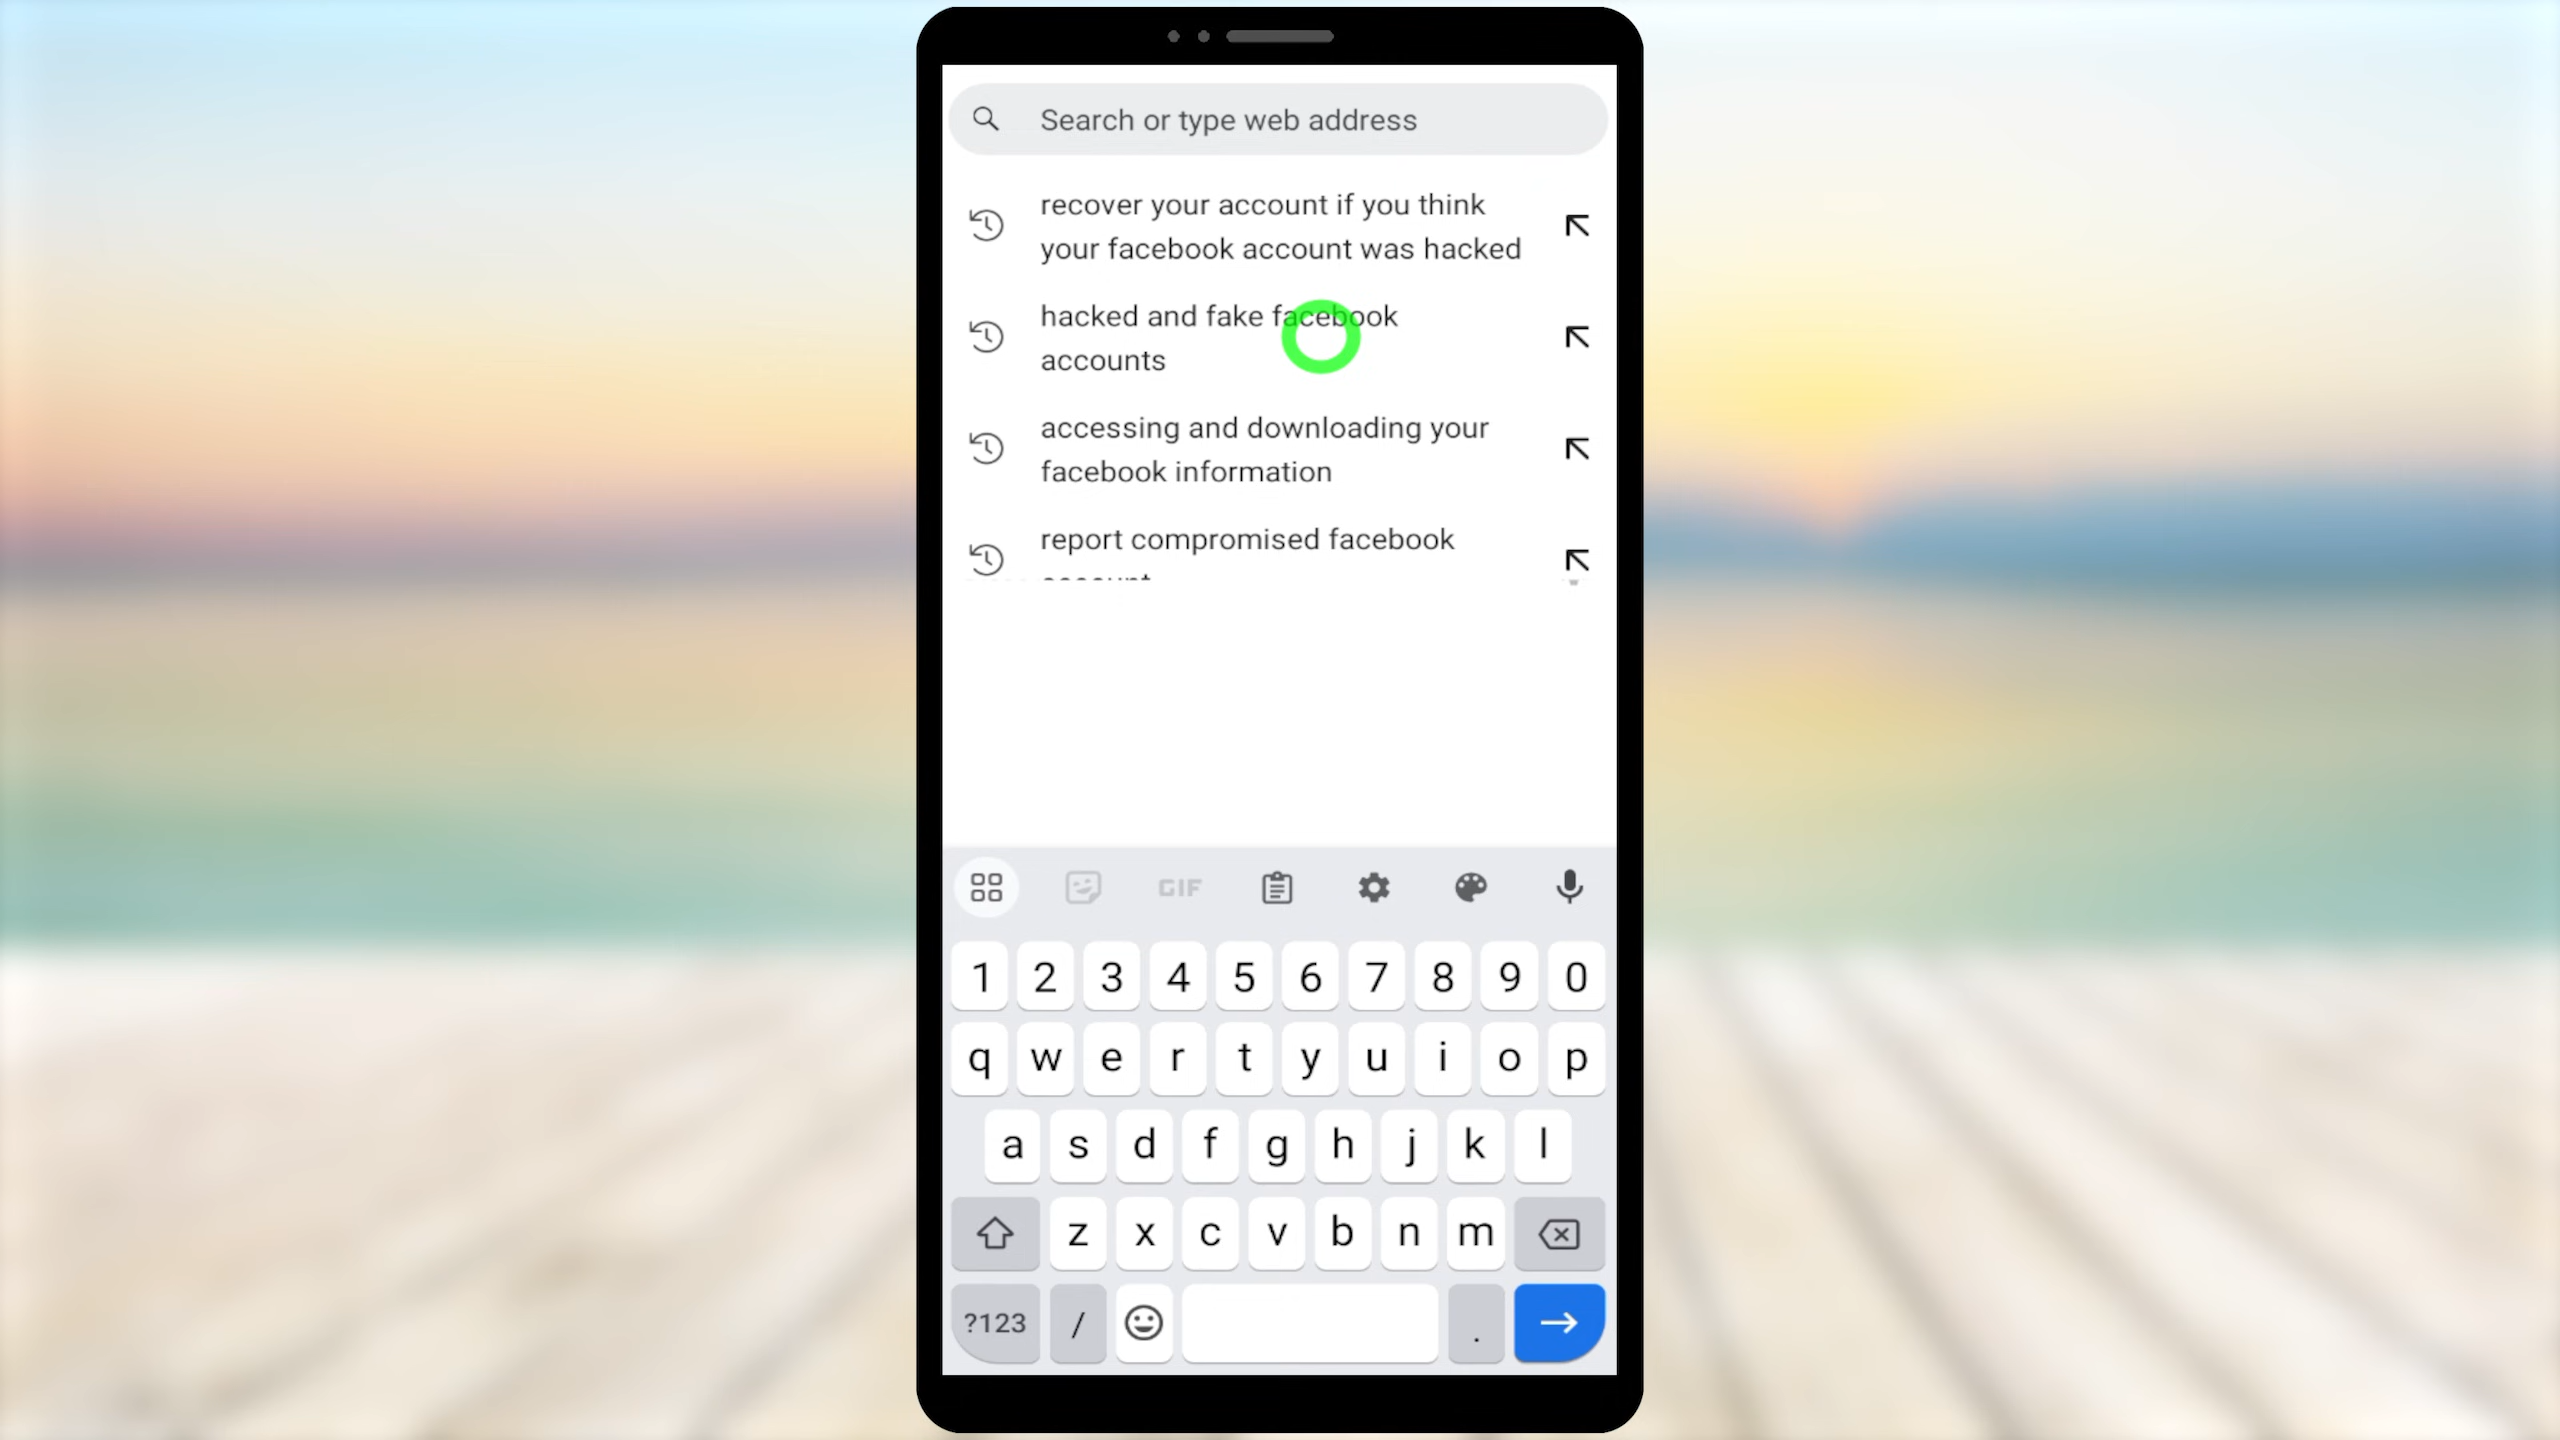 Search or type web address
recover your account if you think
your facebook account was hacked
hacked and fake facebook
accounts
accessing and downloading your
facebook information
report compromised facebook
GIF
1 2 3 4 5 6 7 8 9 0
q w e r t y u i o p
a s d f g h j k l
z x c v b n m
?123 / .